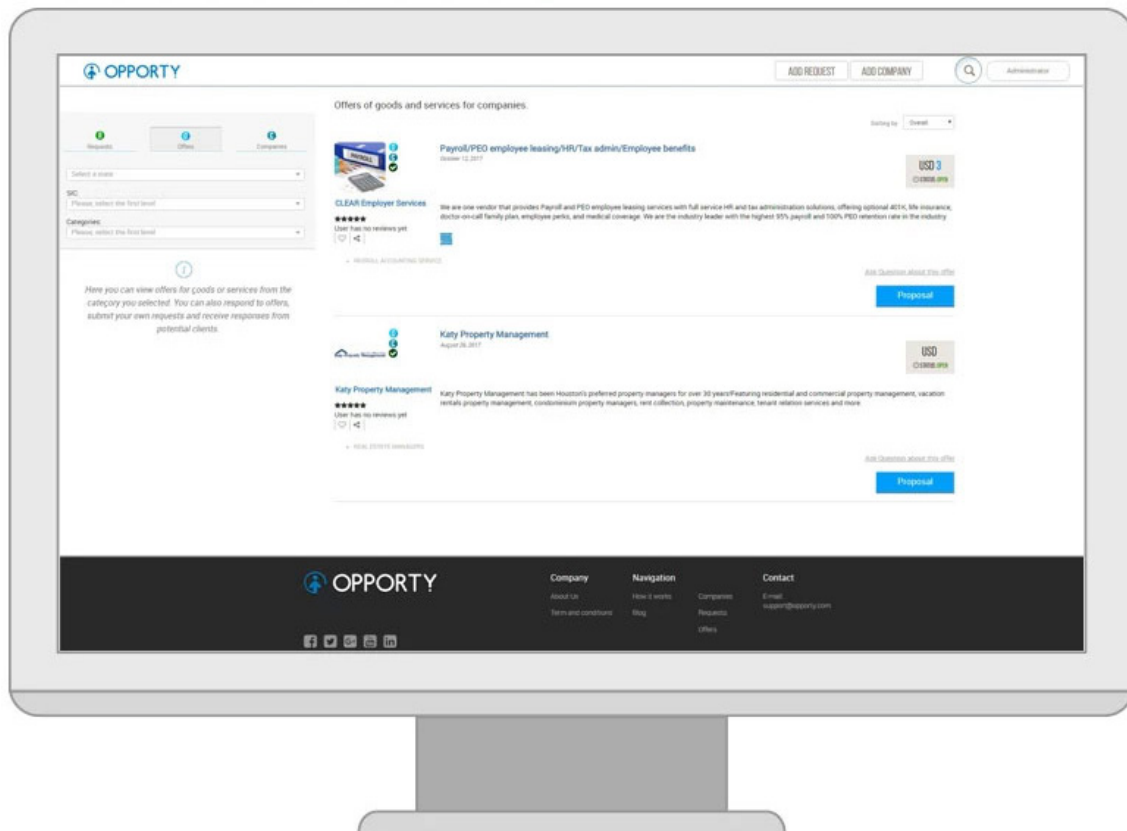 OPPORTY
ADD REQUEST
ADD COMPANY
Administrator
Requests
Offers
Companies
Select a state
SIC:
Please, select the first level
Categories:
Please, select the first level
Here you can view offers for goods or services from the
category you selected. You can also respond to offers,
submit your own requests and receive responses from
potential clients.
Offers of goods and services for companies.
Sorting by: Overall
PAYROLL
Payroll/PEO employee leasing/HR/Tax admin/Employee benefits
October 12, 2017
USD 3
STATUS: OPEN
CLEAR Employer Services
User has no reviews yet
We are one vendor that provides Payroll and PEO employee leasing services with full service HR and tax administration solutions, offering optional 401K, life insurance,
doctor-on-call family plan, employee perks, and medical coverage. We are the industry leader with the highest 95% payroll and 100% PEO retention rate in the industry
PAYROLL ACCOUNTING SERVICE
Ask Question about this offer
Proposal
Katy Property Management
August 28, 2017
USD
STATUS: OPEN
Katy Property Management
Katy Property Management
User has no reviews yet
Katy Property Management has been Houston's preferred property managers for over 30 years!Featuring residential and commercial property management, vacation
rentals property management, condominium property managers, rent collection, property maintenance, tenant relation services and more.
REAL ESTATE MANAGERS
Ask Question about this offer
Proposal
OPPORTY
Company
About Us
Term and conditions
Navigation
How it works
Blog
Companies
Requests
Offers
Contact
E-mail:
support@opporty.com